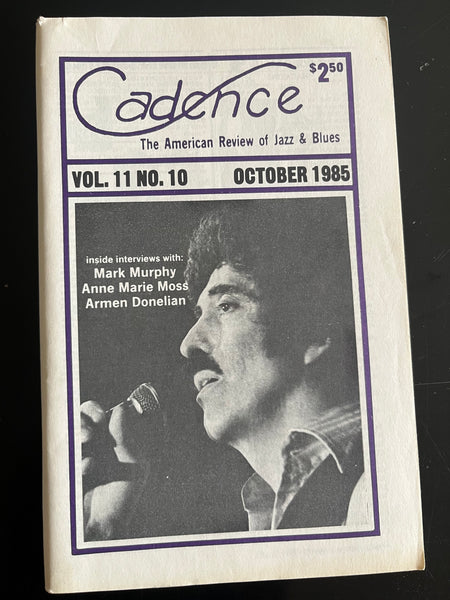 Cadence
$2.50
The American Review of Jazz & Blues
VOL. 11 NO. 10 OCTOBER 1985
inside interviews with:
Mark Murphy
Anne Marie Moss
Armen Donelian